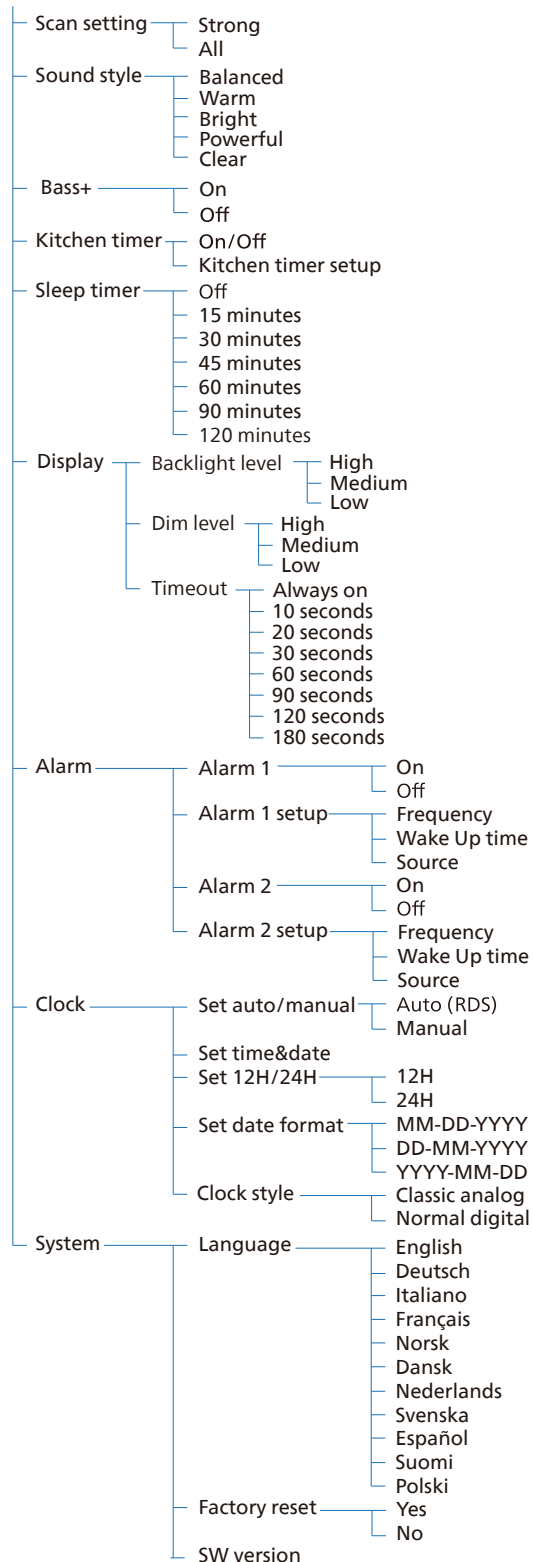 Scan setting Strong
All
Sound style Balanced
Warm
Bright
Powerful
Clear
Bass+ On
Off
Kitchen timer On/Off
Kitchen timer setup
Sleep timer Off
15 minutes
30 minutes
45 minutes
60 minutes
90 minutes
120 minutes
Display Backlight level High
Medium
Low
Dim level High
Medium
Low
Timeout Always on
10 seconds
20 seconds
30 seconds
60 seconds
90 seconds
120 seconds
180 seconds
Alarm Alarm 1 On
Off
Alarm 1 setup Frequency
Wake Up time
Source
Alarm 2 On
Off
Alarm 2 setup Frequency
Wake Up time
Source
Clock Set auto/manual Auto (RDS)
Manual
Set time&date
Set 12H/24H 12H
24H
Set date format MM-DD-YYYY
DD-MM-YYYY
YYYY-MM-DD
Clock style Classic analog
Normal digital
System Language English
Deutsch
Italiano
Français
Norsk
Dansk
Nederlands
Svenska
Español
Suomi
Polski
Factory reset Yes
No
SW version